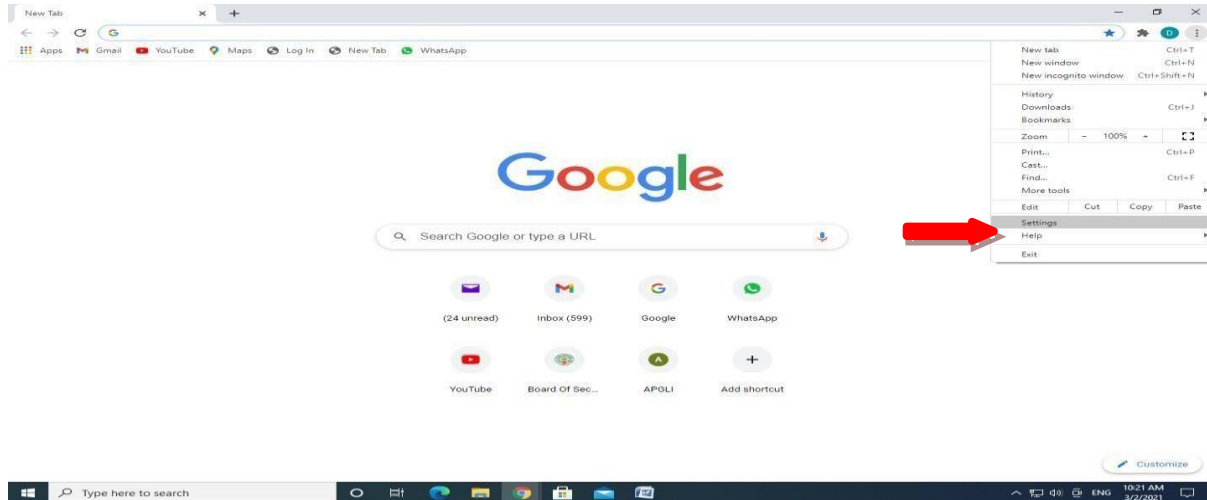 New Tab
Apps Gmail YouTube Maps Log In New Tab WhatsApp
New tab Ctrl+T
New window Ctrl+N
New incognito window Ctrl+Shift+N
History
Downloads Ctrl+J
Bookmarks
Zoom - 100% +
Print... Ctrl+P
Cast...
Find... Ctrl+F
More tools
Edit Cut Copy Paste
Settings
Help
Exit
Google
Search Google or type a URL
(24 unread) Inbox (599) Google WhatsApp
YouTube Board Of Sec... APGLI Add shortcut
Customize
Type here to search
ENG 10:21 AM
3/2/2021